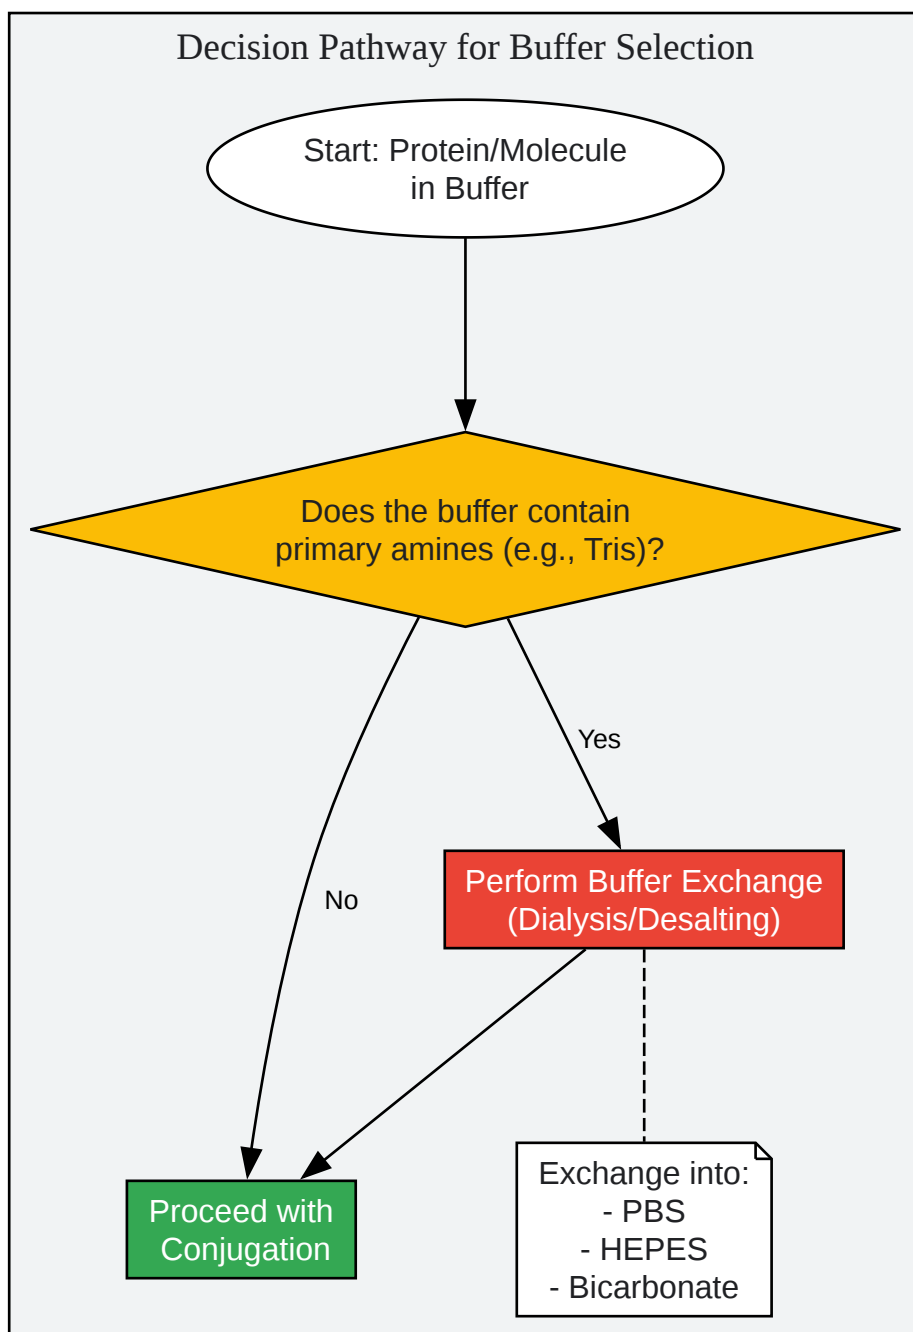 Decision Pathway for Buffer Selection
Start: Protein/Molecule
in Buffer
Does the buffer contain
primary amines (e.g., Tris)?
Yes
Perform Buffer Exchange
(Dialysis/Desalting)
No
Exchange into:
- PBS
- HEPES
- Bicarbonate
Proceed with
Conjugation